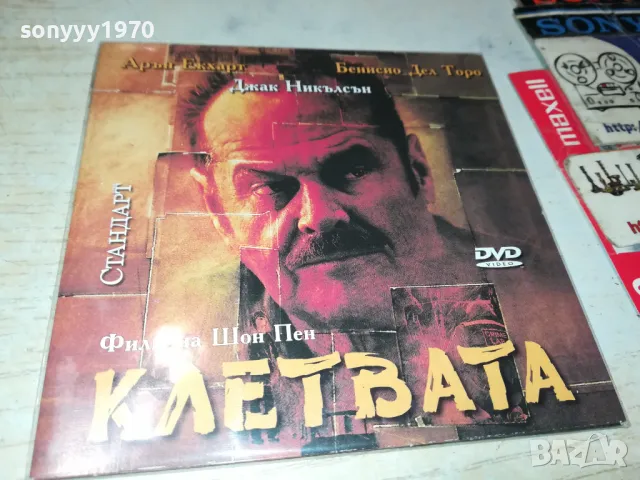 sonyyy1970
Арън Екхарт
Бенисио Дел Торо
Джак Никълсън
СТАНДАРТ
DVD
VIDEO
Филм на Шон Пен
КЛЕТВАТА
SONY
maxell
http:/
BAZAR